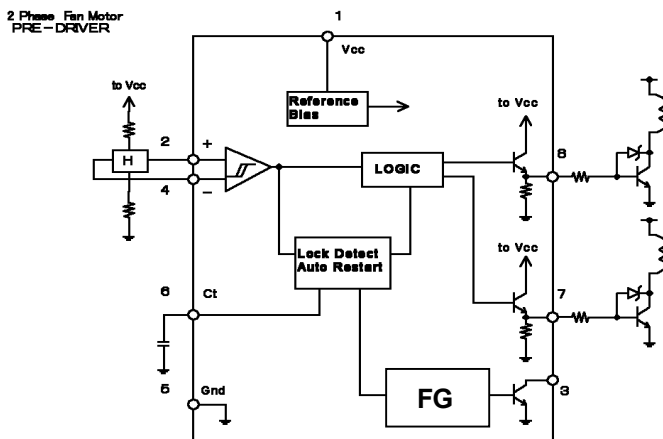 2 Phase Fan Motor
PRE-DRIVER
1
Vcc
to Vcc
Reference
Bias
to Vcc
2
+
H
4
−
LOGIC
8
Lock Detect
Auto Restart
to Vcc
7
6
Ct
5
Gnd
FG
3